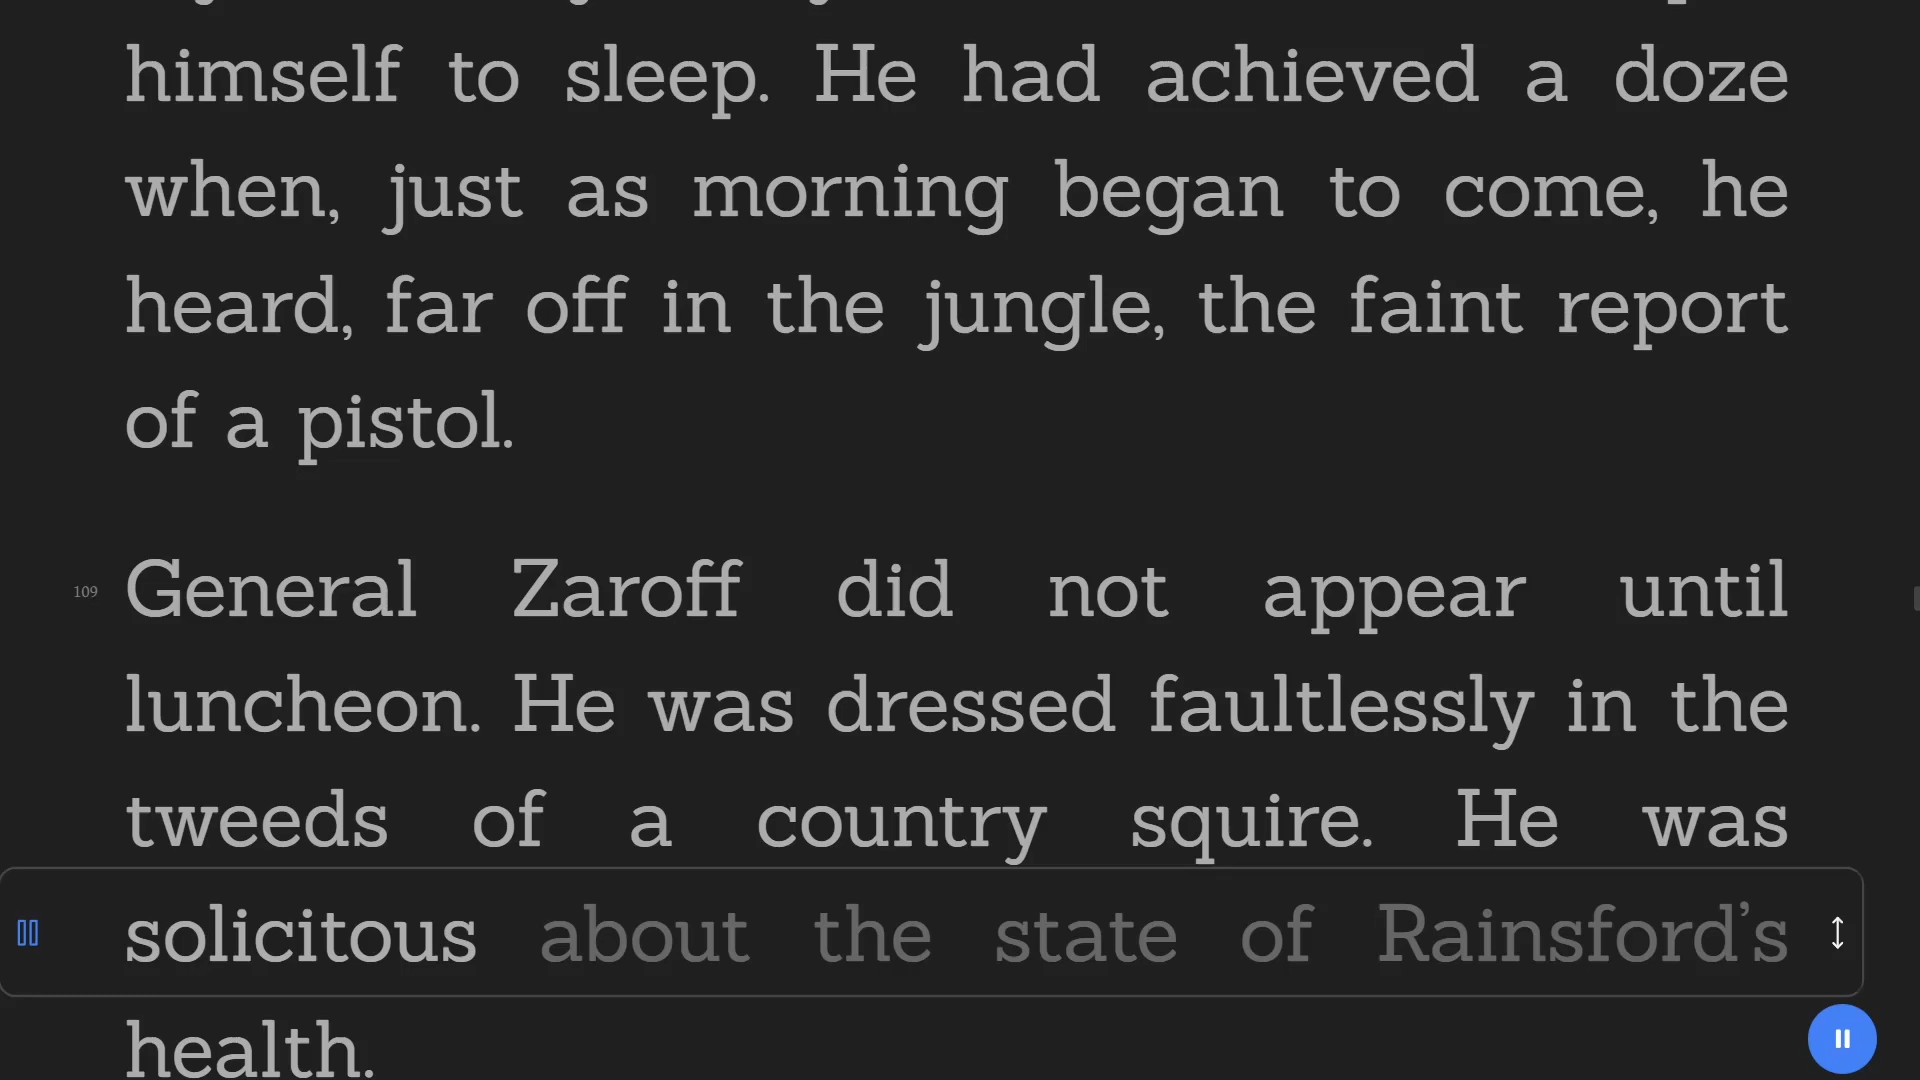 himself to sleep. He had achieved a doze
when, just as morning began to come, he
heard, far off in the jungle, the faint report
of a pistol.
109
General Zaroff did not appear until
luncheon. He was dressed faultlessly in the
tweeds of a country squire. He was
solicitous about the state of Rainsford’s
health.